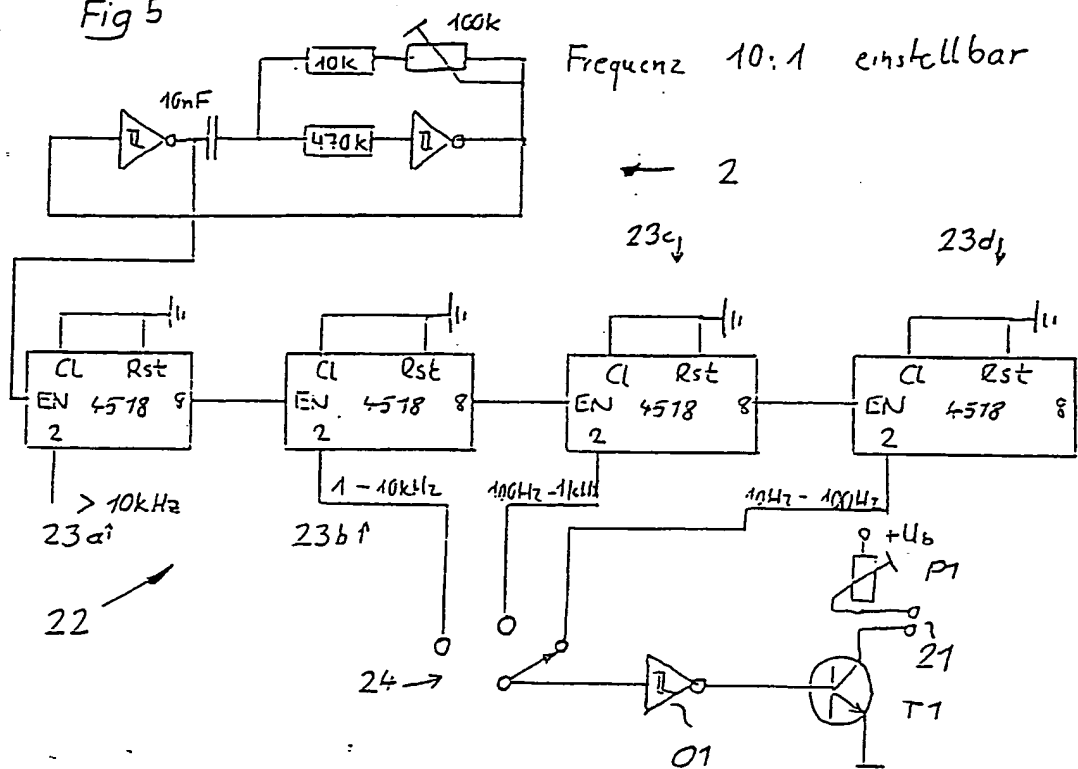 Fig 5
100k
10k
Frequenz 10:1 einstellbar
10nF
470k
2
23c
23d
Cl Rst
EN 4518 8
2
Cl Rst
EN 4518 8
2
Cl Rst
EN 4518 8
2
Cl Rst
EN 4518 8
2
> 10kHz
1 - 10kHz
100Hz - 1kHz
10Hz - 100Hz
23a
23b
+Ub
P1
22
21
24
T1
01